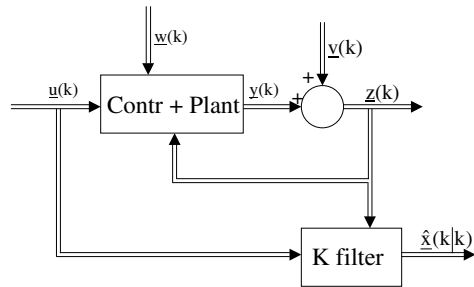 w(k)
v(k)
+
u(k)
Contr + Plant
y(k)
+
z(k)
K filter
x̂(k|k)